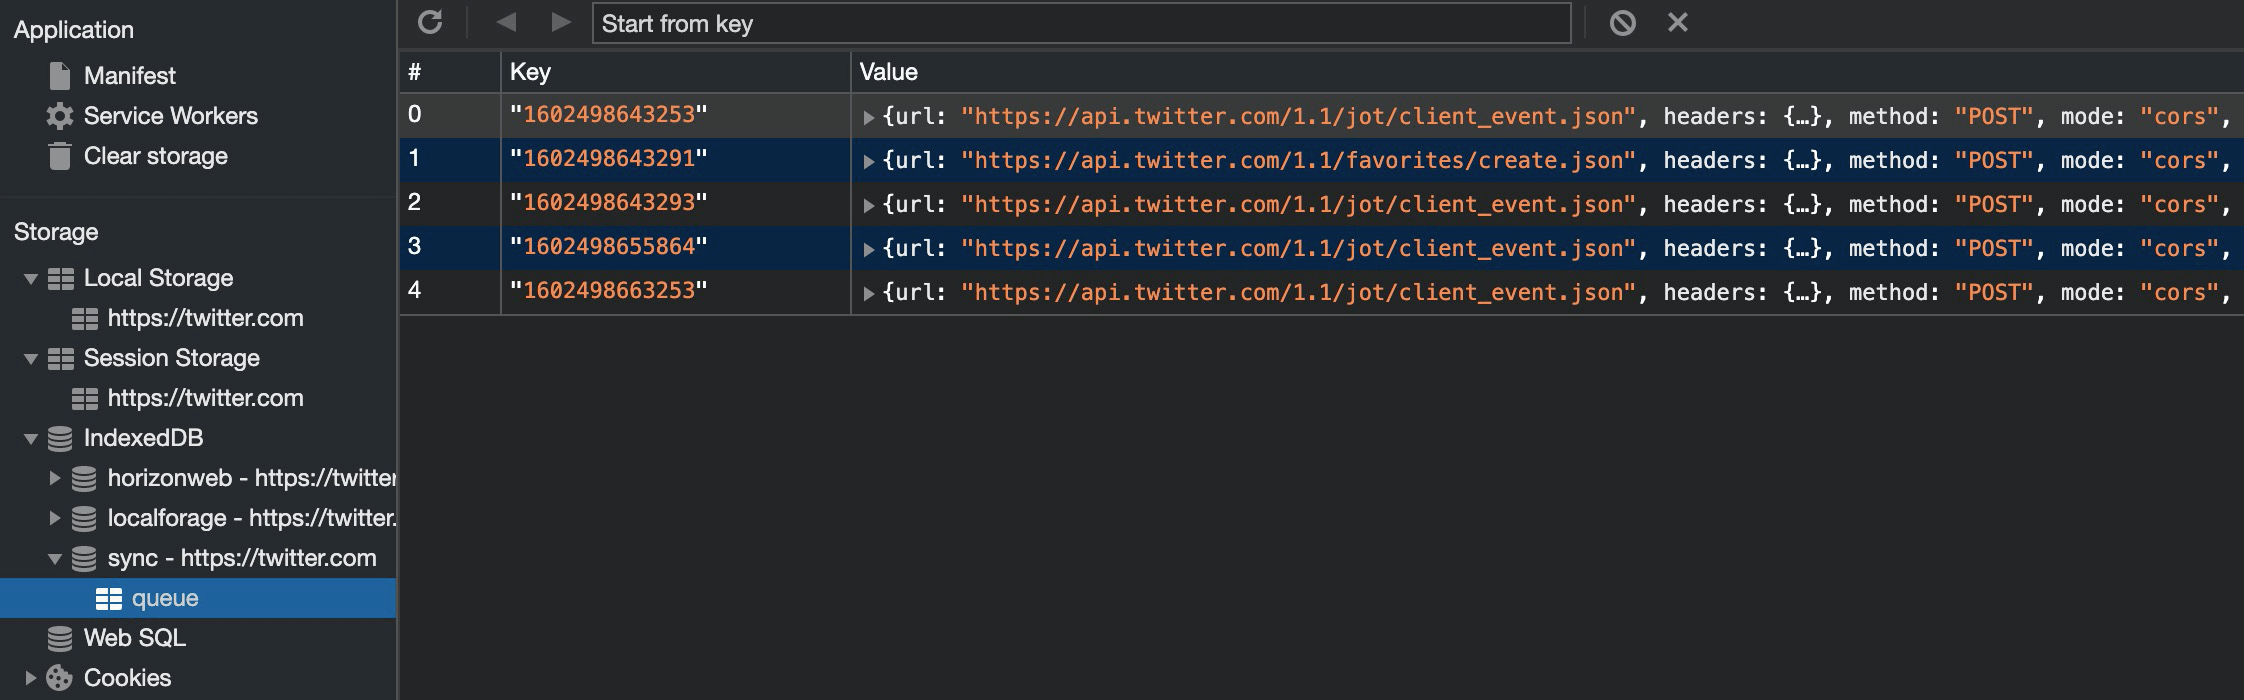 Application
Manifest
Service Workers
Clear storage
Storage
Local Storage
https://twitter.com
Session Storage
https://twitter.com
IndexedDB
horizonweb - https://twitter
localforage - https://twitter.
sync - https://twitter.com
queue
Web SQL
Cookies
Start from key
# Key Value
0 "1602498643253" {url: "https://api.twitter.com/1.1/jot/client_event.json", headers: {…}, method: "POST", mode: "cors",
1 "1602498643291" {url: "https://api.twitter.com/1.1/favorites/create.json", headers: {…}, method: "POST", mode: "cors",
2 "1602498643293" {url: "https://api.twitter.com/1.1/jot/client_event.json", headers: {…}, method: "POST", mode: "cors",
3 "1602498655864" {url: "https://api.twitter.com/1.1/jot/client_event.json", headers: {…}, method: "POST", mode: "cors",
4 "1602498663253" {url: "https://api.twitter.com/1.1/jot/client_event.json", headers: {…}, method: "POST", mode: "cors",